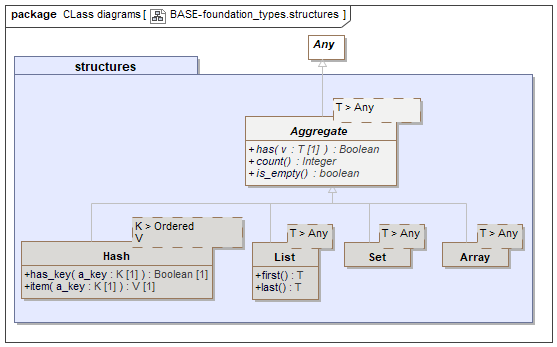 package CLass diagrams [ BASE-foundation_types.structures ]
Any
structures
T > Any
Aggregate
+has( v : T [1] ) : Boolean
+count() : Integer
+is_empty() : boolean
K > Ordered
V
Hash
+has_key( a_key : K [1] ) : Boolean [1]
+item( a_key : K [1] ) : V [1]
T > Any
List
+first() : T
+last() : T
T > Any
Set
T > Any
Array